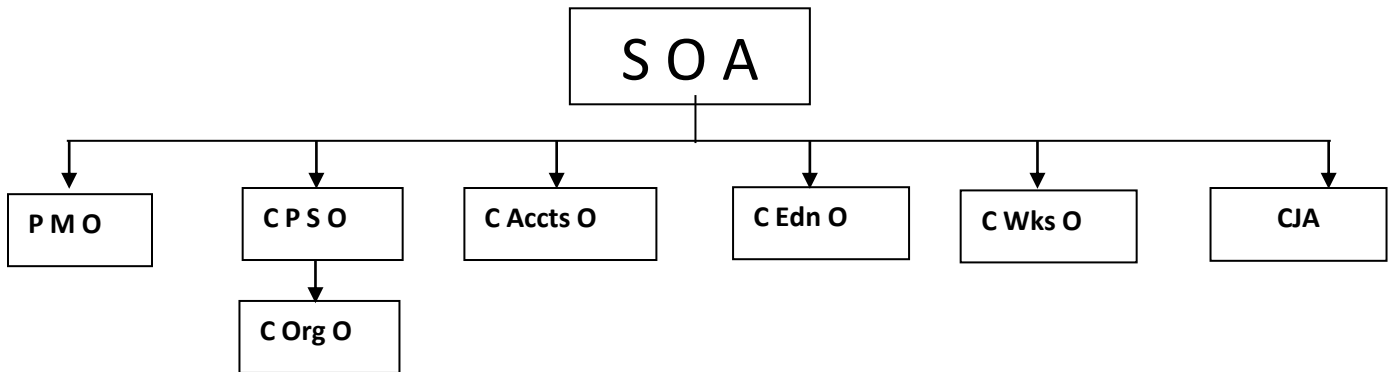 S O A
P M O
C P S O
C Accts O
C Edn O
C Wks O
CJA
C Org O